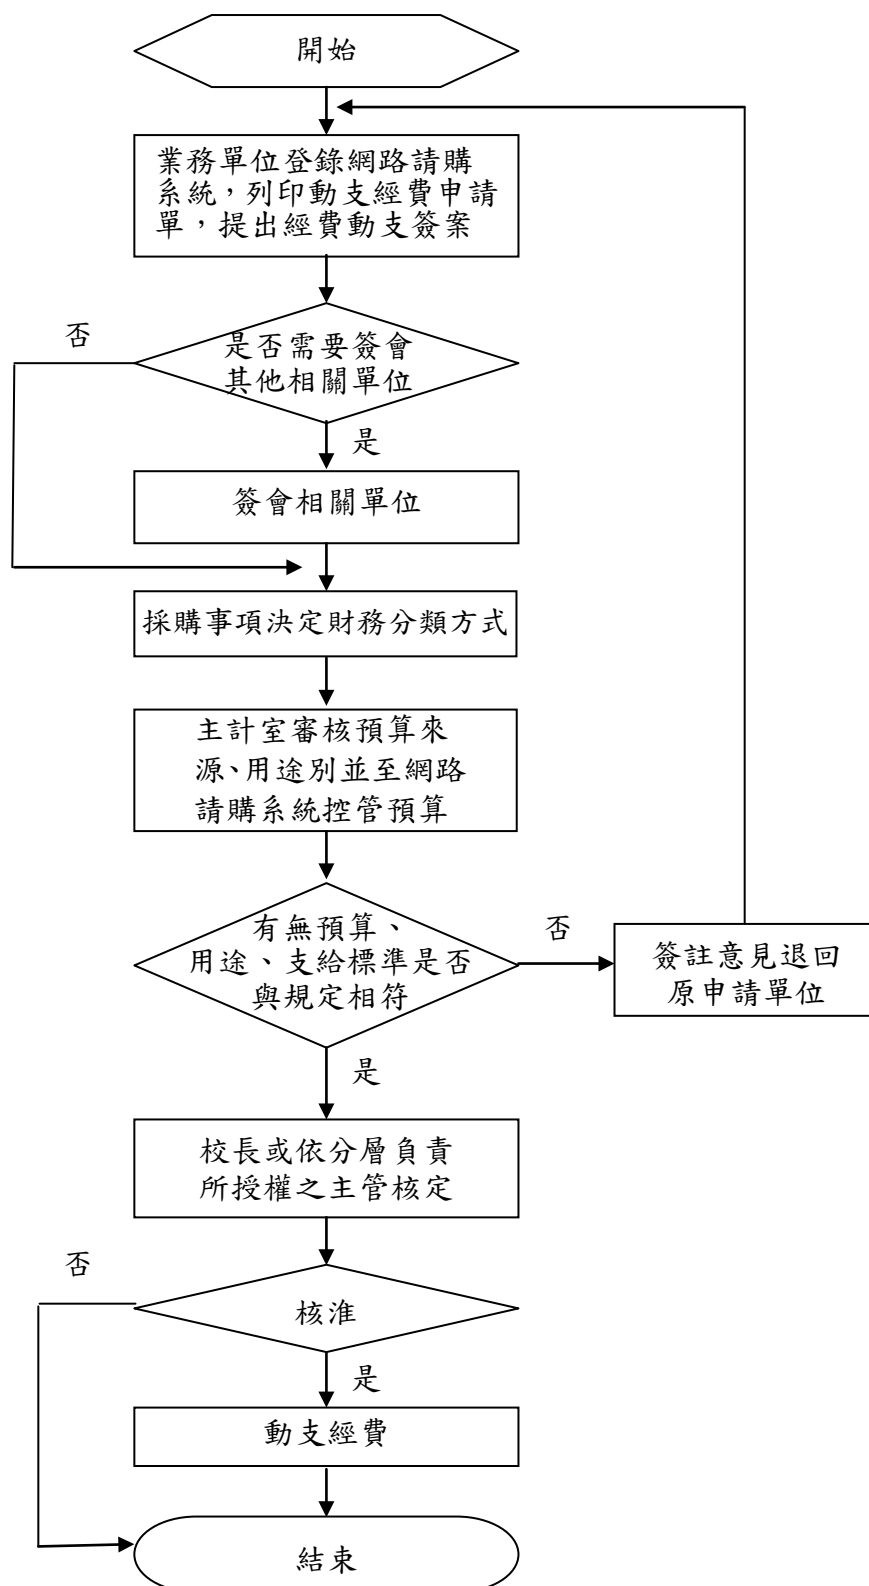 開始
業務單位登錄網路請購
系統，列印動支經費申請
單，提出經費動支簽案
否
是否需要簽會
其他相關單位
是
簽會相關單位
採購事項決定財務分類方式
主計室審核預算來
源、用途別並至網路
請購系統控管預算
有無預算、
用途、支給標準是否
與規定相符
否
簽註意見退回
原申請單位
是
校長或依分層負責
所授權之主管核定
否
核淮
是
動支經費
結束